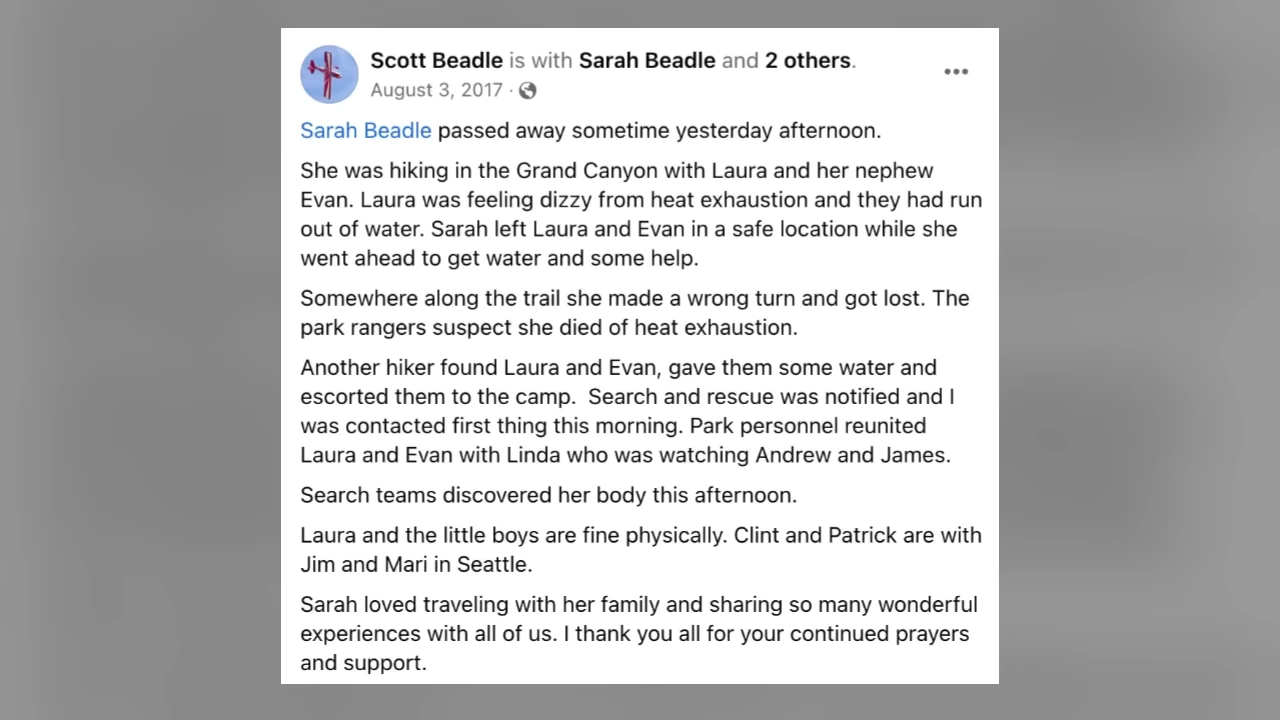 Scott Beadle is with Sarah Beadle and 2 others.
August 3, 2017 ·
Sarah Beadle passed away sometime yesterday afternoon.
She was hiking in the Grand Canyon with Laura and her nephew
Evan. Laura was feeling dizzy from heat exhaustion and they had run
out of water. Sarah left Laura and Evan in a safe location while she
went ahead to get water and some help.
Somewhere along the trail she made a wrong turn and got lost. The
park rangers suspect she died of heat exhaustion.
Another hiker found Laura and Evan, gave them some water and
escorted them to the camp.  Search and rescue was notified and I
was contacted first thing this morning. Park personnel reunited
Laura and Evan with Linda who was watching Andrew and James.
Search teams discovered her body this afternoon.
Laura and the little boys are fine physically. Clint and Patrick are with
Jim and Mari in Seattle.
Sarah loved traveling with her family and sharing so many wonderful
experiences with all of us. I thank you all for your continued prayers
and support.